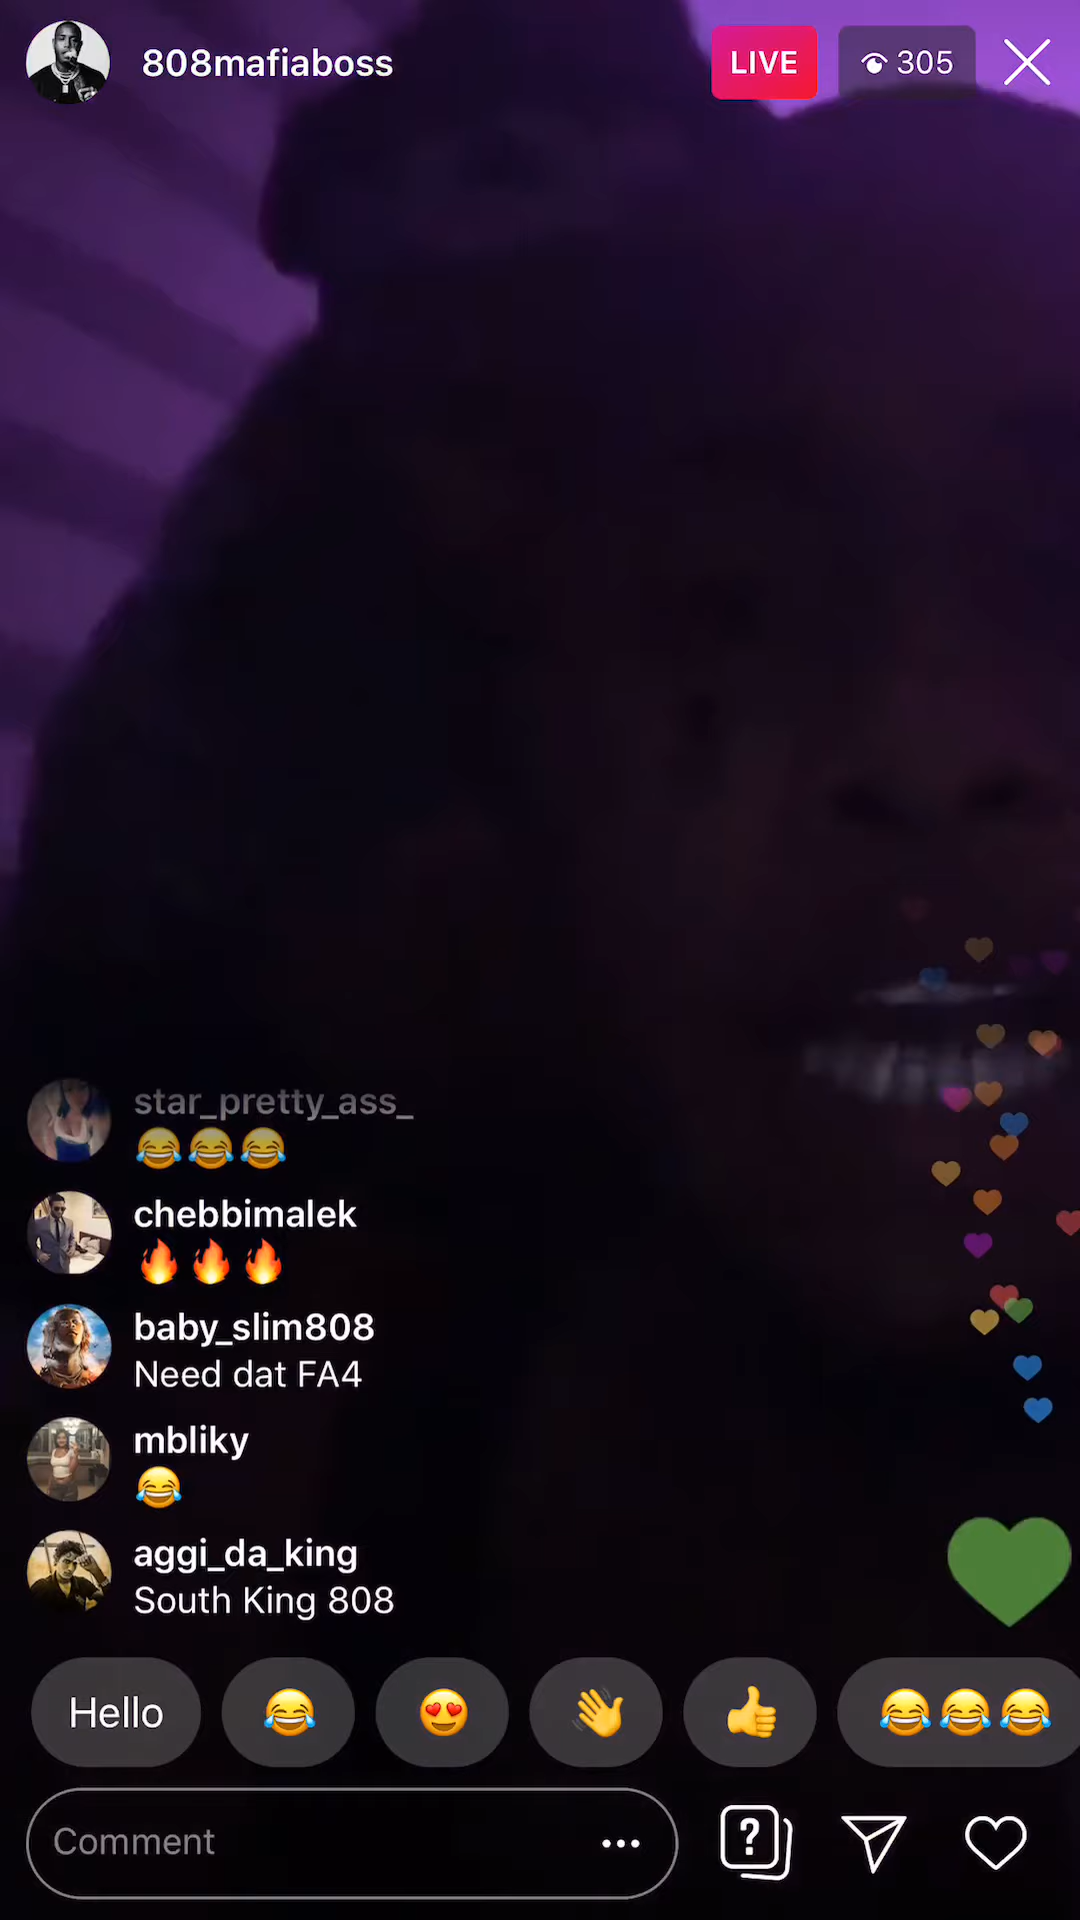 808mafiaboss
LIVE
305
star_pretty_ass_
😂😂😂
chebbimalek
🔥🔥🔥
baby_slim808
Need dat FA4
mbliky
😂
aggi_da_king
South King 808
Hello 😂 😍 👋 👍 😂😂😂
Comment